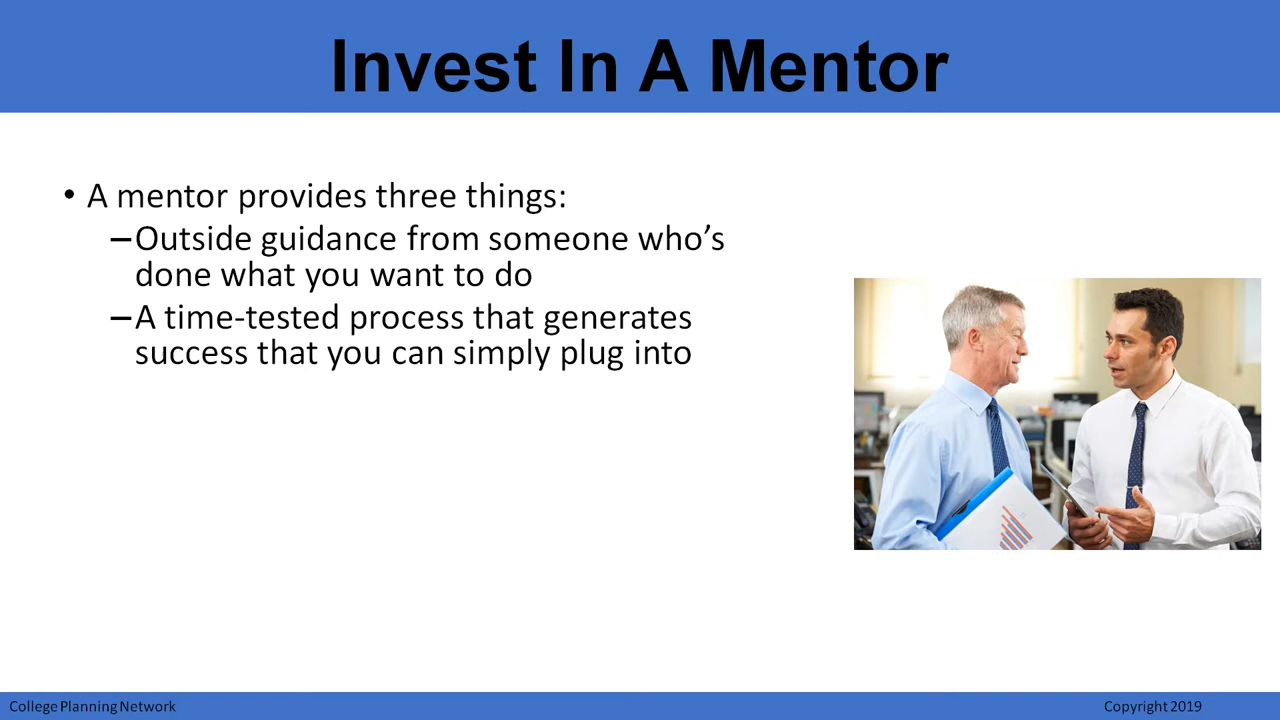 Invest In A Mentor
• A mentor provides three things:
–Outside guidance from someone who’s
done what you want to do
–A time-tested process that generates
success that you can simply plug into
College Planning Network
Copyright 2019